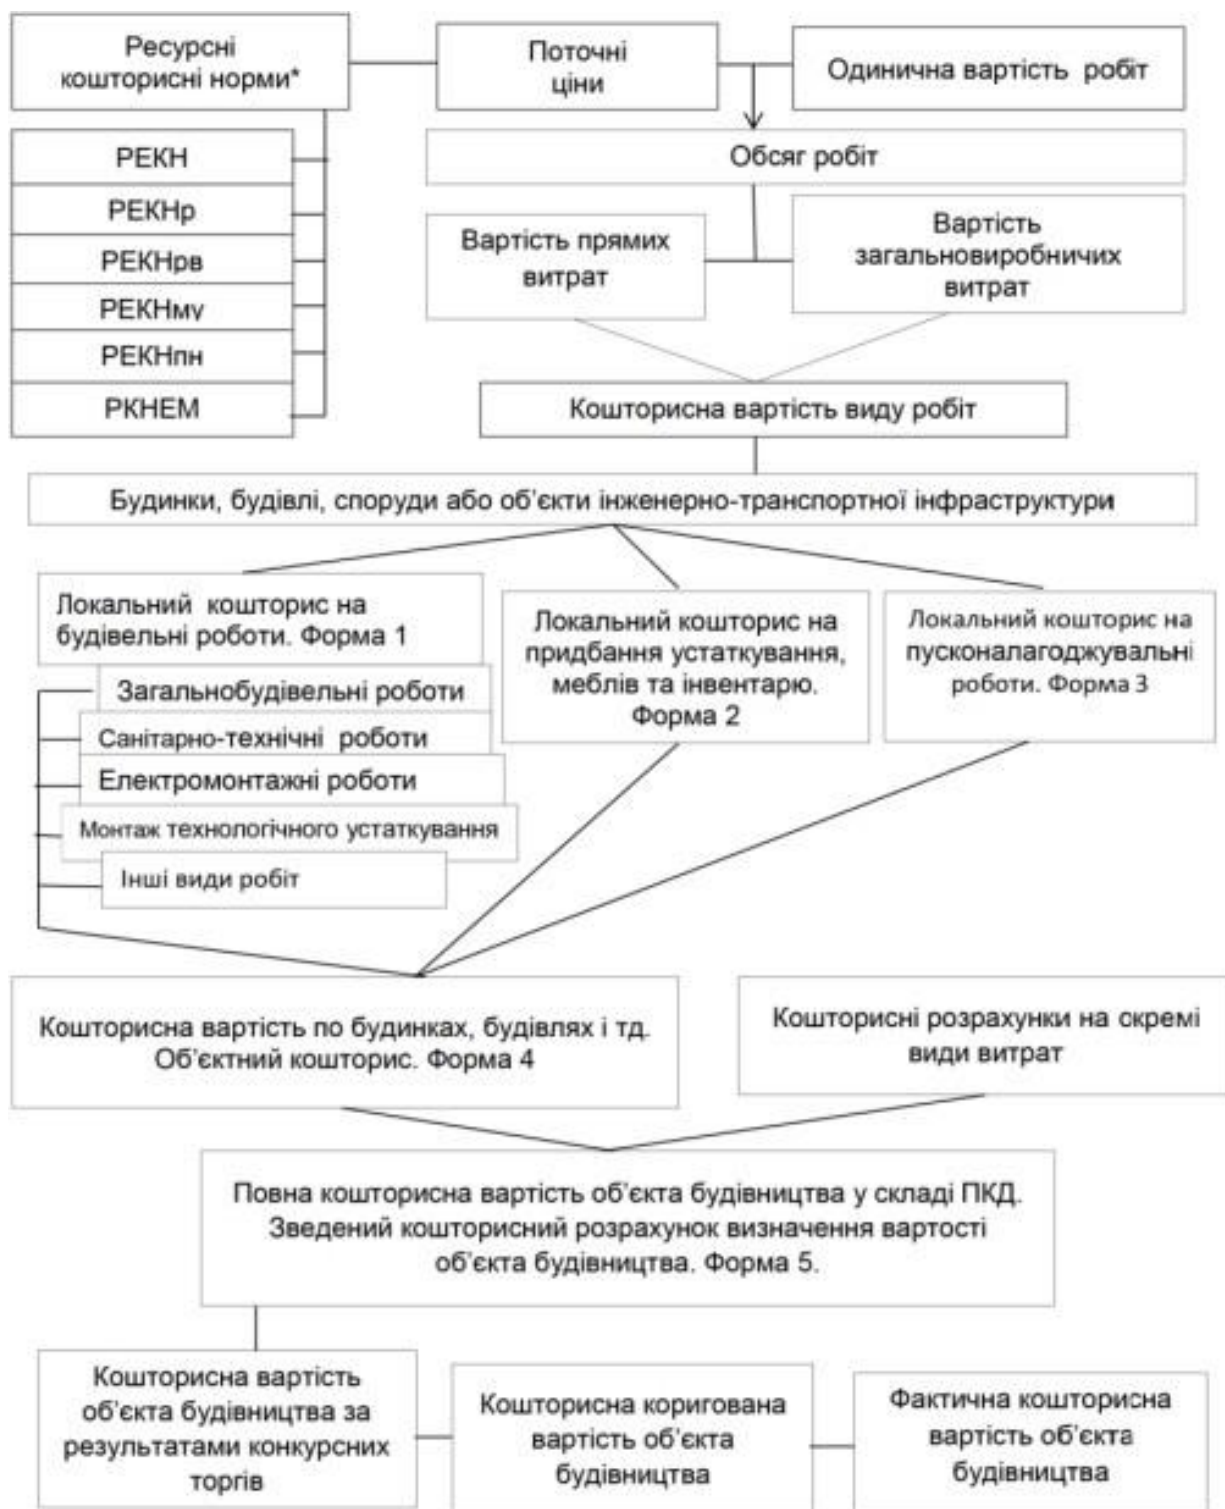 Ресурсні
кошторисні норми*
Поточні
ціни
Одинична вартість робіт
РЕКН
РЕКНр
РЕКНрв
РЕКНму
РЕКНпн
РКНЕМ
Обсяг робіт
Вартість прямих
витрат
Вартість
загальновиробничих
витрат
Кошторисна вартість виду робіт
Будинки, будівлі, споруди або об’єкти інженерно-транспортної інфраструктури
Локальний кошторис на
будівельні роботи. Форма 1
Загальнобудівельні роботи
Санітарно-технічні роботи
Електромонтажні роботи
Монтаж технологічного устаткування
Інші види робіт
Локальний кошторис на
придбання устаткування,
меблів та інвентарю.
Форма 2
Локальний кошторис на
пусконалагоджувальні
роботи. Форма 3
Кошторисна вартість по будинках, будівлях і тд.
Об’єктний кошторис. Форма 4
Кошторисні розрахунки на скремі
види витрат
Повна кошторисна вартість об’єкта будівництва у складі ПКД.
Зведений кошторисний розрахунок визначення вартості
об’єкта будівництва. Форма 5.
Кошторисна вартість
об’єкта будівництва за
результатами конкурсних
торгів
Кошторисна коригована
вартість об’єкта
будівництва
Фактична кошторисна
вартість об’єкта
будівництва